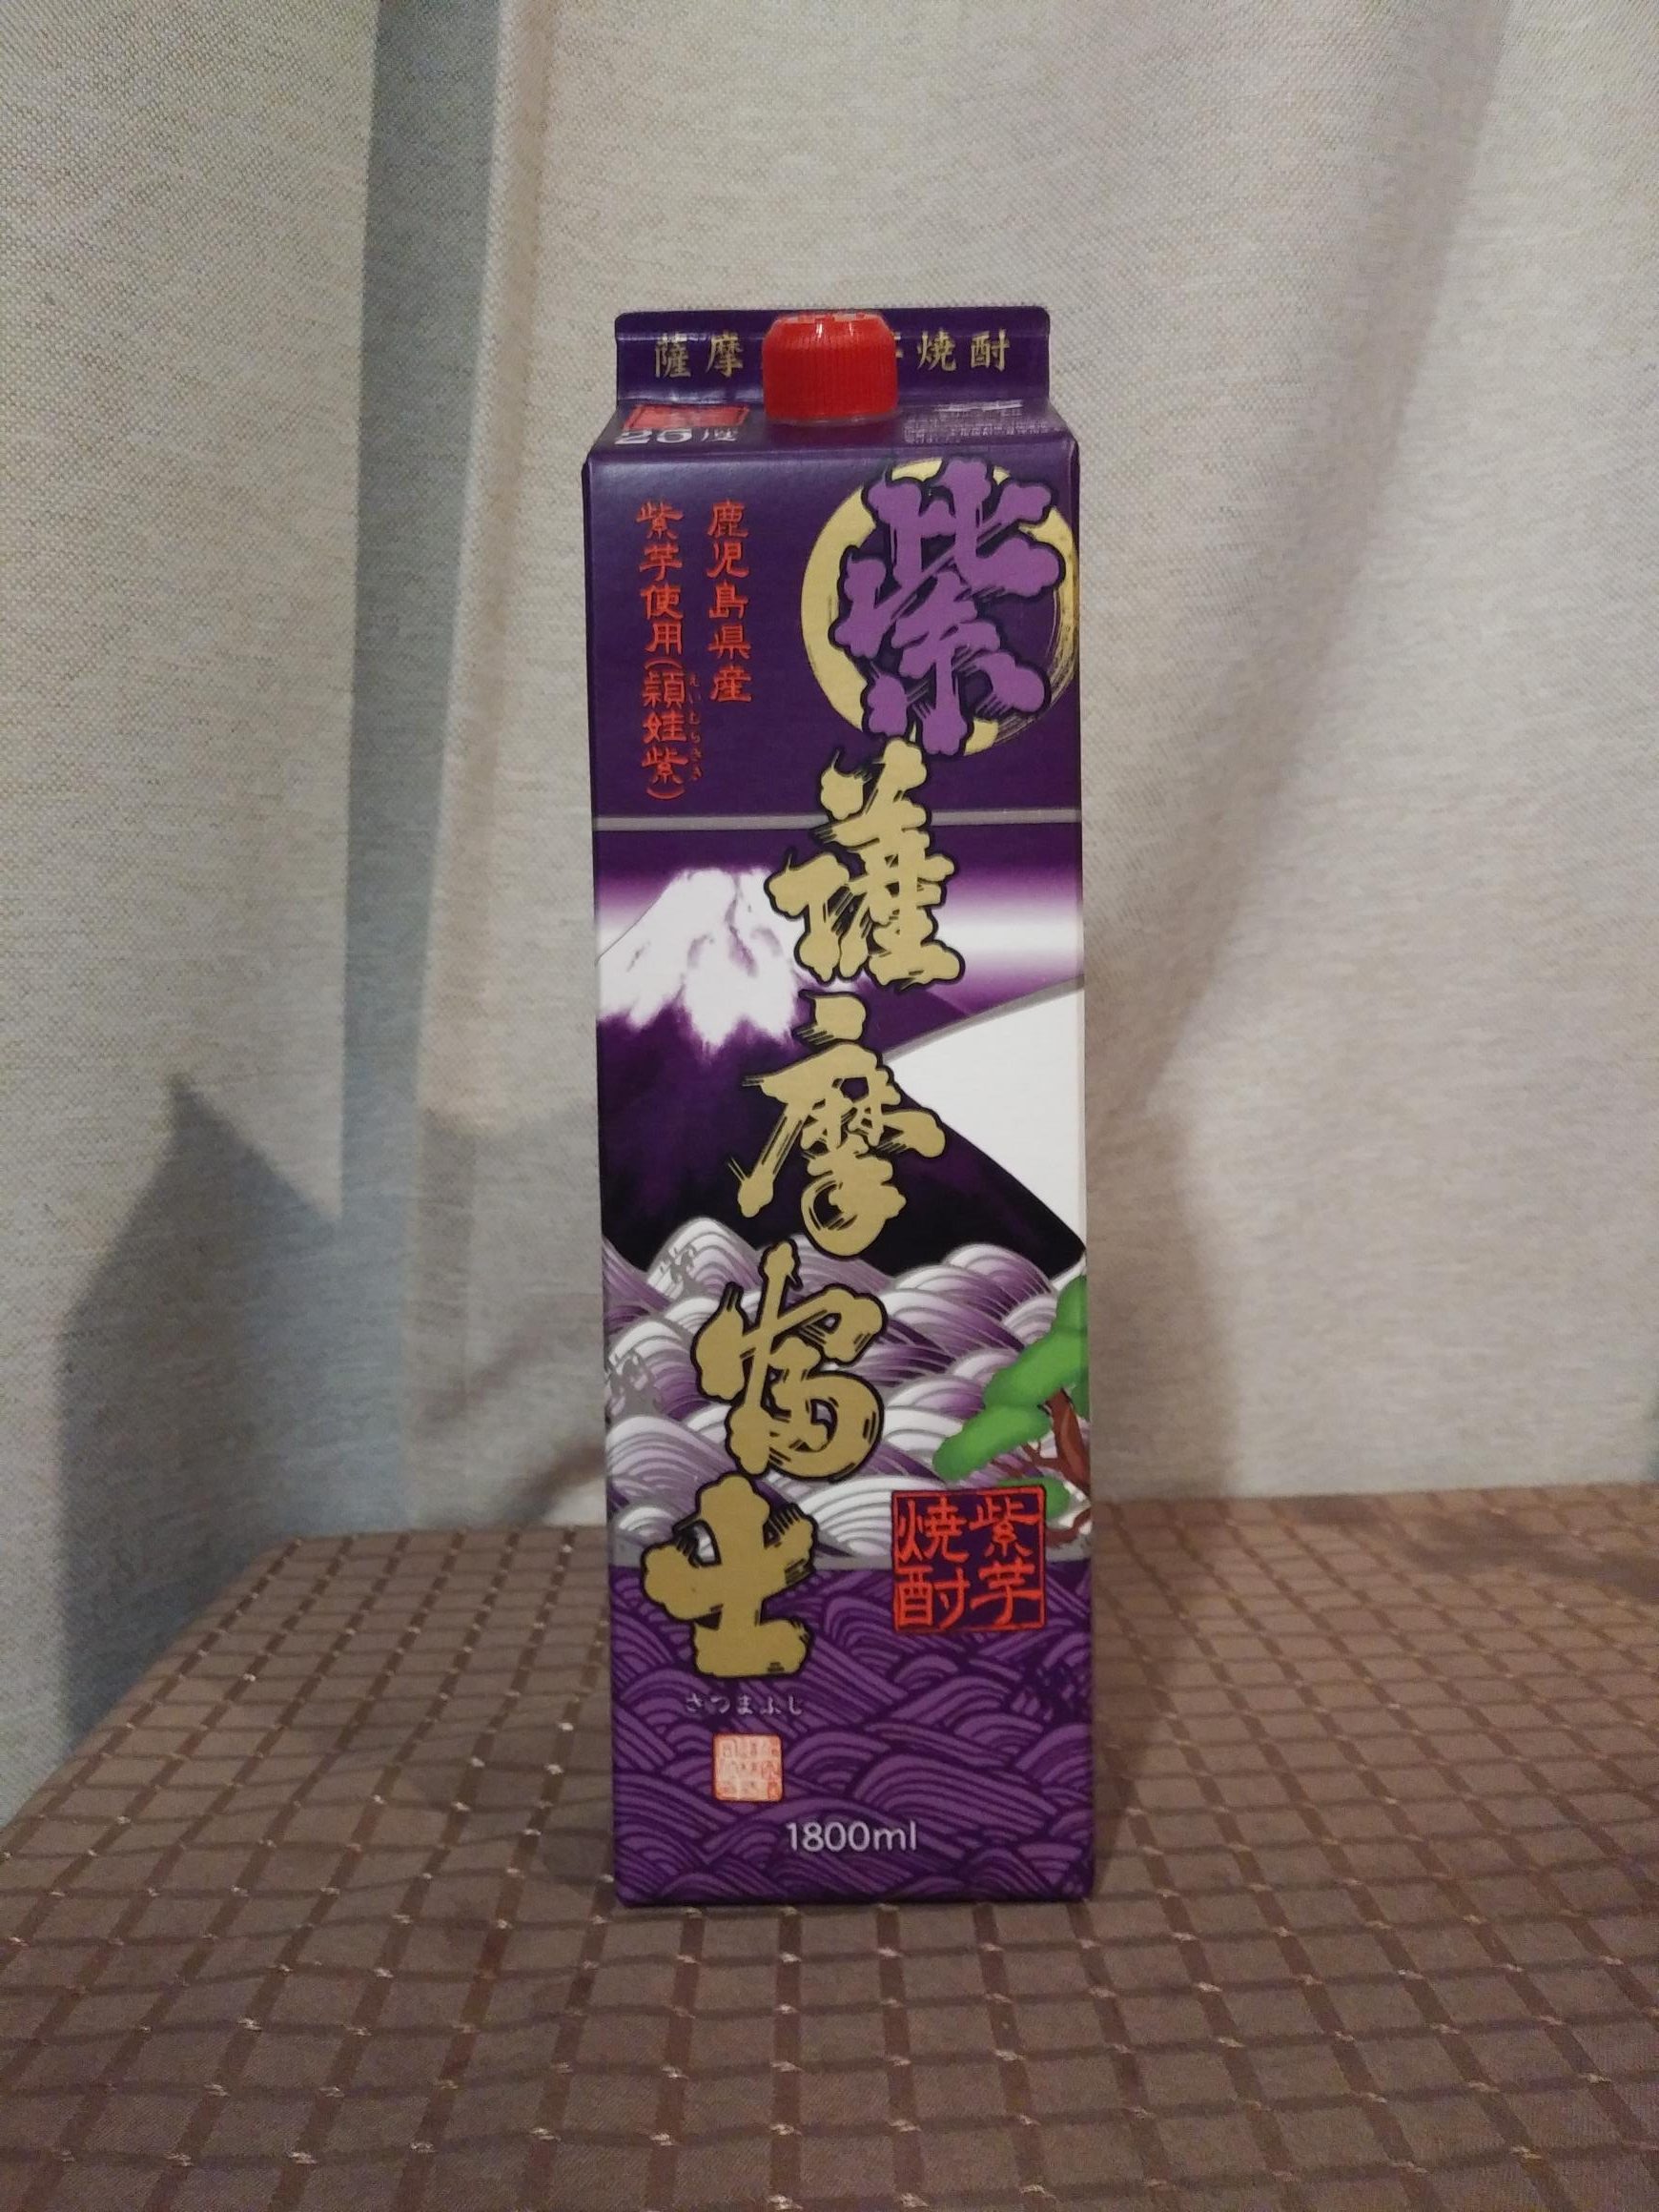 薩摩
焼酎
25度
紫
薩摩富士
鹿児島県産
紫芋使用(頴娃紫)
えいむらさき
紫芋
焼酎
さつまふじ
1800ml